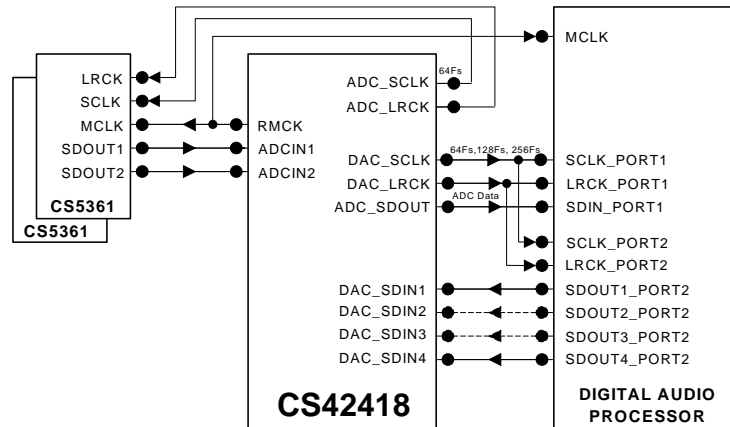 LRCK
SCLK
MCLK
SDOUT1
SDOUT2
CS5361
CS5361
RMCK
ADCIN1
ADCIN2
ADC_SCLK
ADC_LRCK
DAC_SCLK
DAC_LRCK
ADC_SDOUT
DAC_SDIN1
DAC_SDIN2
DAC_SDIN3
DAC_SDIN4
CS42418
64Fs
64Fs,128Fs, 256Fs
ADC Data
MCLK
SCLK_PORT1
LRCK_PORT1
SDIN_PORT1
SCLK_PORT2
LRCK_PORT2
SDOUT1_PORT2
SDOUT2_PORT2
SDOUT3_PORT2
SDOUT4_PORT2
DIGITAL AUDIO
PROCESSOR